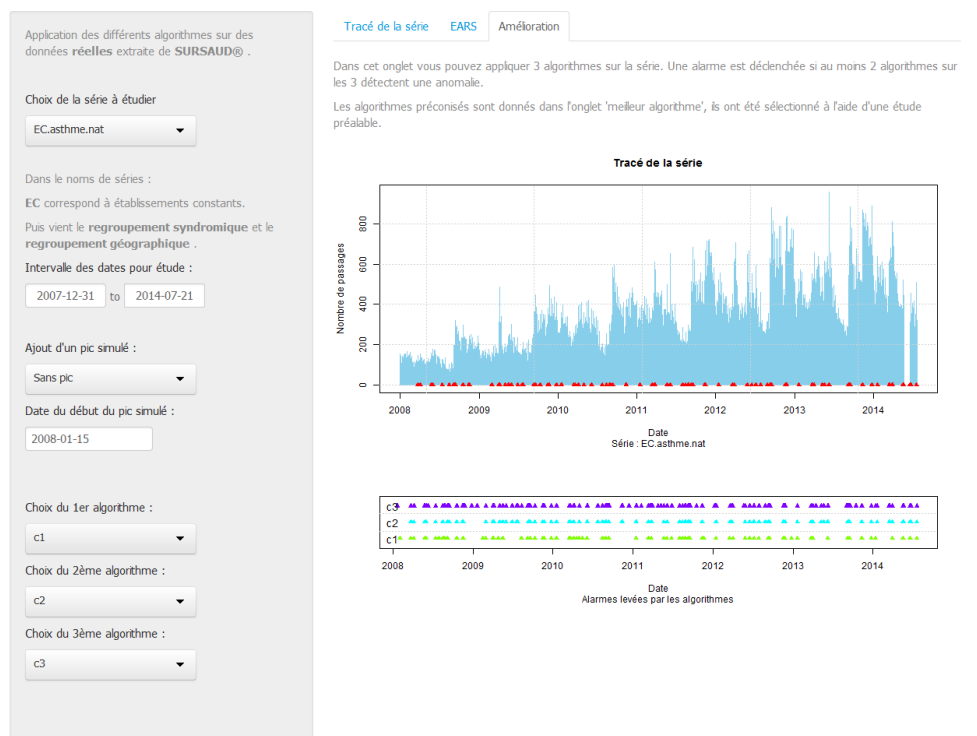 Application des différents algorithmes sur des
données réelles extraite de SURSAUD® .
Choix de la série à étudier
EC.asthme.nat
Dans le noms de séries :
EC correspond à établissements constants.
Puis vient le regroupement syndromique et le
regroupement géographique .
Intervalle des dates pour étude :
2007-12-31 to 2014-07-21
Ajout d'un pic simulé :
Sans pic
Date du début du pic simulé :
2008-01-15
Choix du 1er algorithme :
c1
Choix du 2ème algorithme :
c2
Choix du 3ème algorithme :
c3
Tracé de la série EARS Amélioration
Dans cet onglet vous pouvez appliquer 3 algorithmes sur la série. Une alarme est déclenchée si au moins 2 algorithmes sur
les 3 détectent une anomalie.
Les algorithmes préconisés sont donnés dans l'onglet 'meilleur algorithme', ils ont été sélectionné à l'aide d'une étude
préalable.
Tracé de la série
Nombre de passages
800
600
400
200
0
2008 2009 2010 2011 2012 2013 2014
Date
Série : EC.asthme.nat
c3
c2
c1
2008 2009 2010 2011 2012 2013 2014
Date
Alarmes levées par les algorithmes